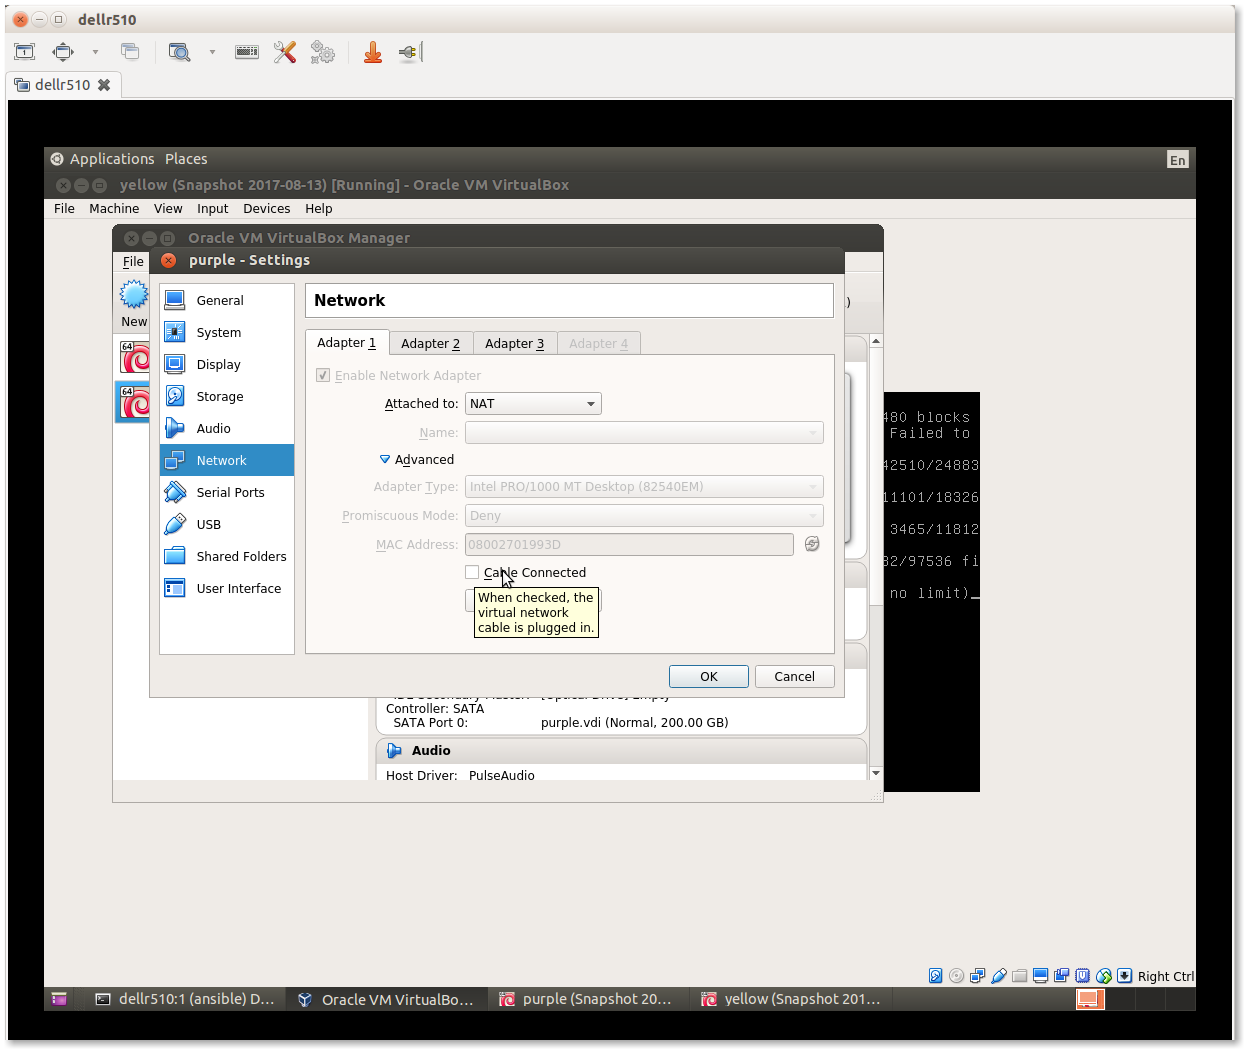 dellr510
dellr510
Applications Places
En
yellow (Snapshot 2017-08-13) [Running] - Oracle VM VirtualBox
File Machine View Input Devices Help
Oracle VM VirtualBox Manager
File
purple - Settings
New
64
64
General
System
Display
Storage
Audio
Network
Serial Ports
USB
Shared Folders
User Interface
Network
Adapter 1 Adapter 2 Adapter 3 Adapter 4
Enable Network Adapter
Attached to: NAT
Name:
Advanced
Adapter Type: Intel PRO/1000 MT Desktop (82540EM)
Promiscuous Mode: Deny
MAC Address: 08002701993D
Cable Connected
When checked, the
virtual network
cable is plugged in.
OK Cancel
480 blocks
Failed to
42510/24883
11101/18326
3465/11812
32/97536 fi
no limit)_
Controller: SATA
SATA Port 0: purple.vdi (Normal, 200.00 GB)
Audio
Host Driver: PulseAudio
Right Ctrl
dellr510:1 (ansible) D... Oracle VM VirtualBo... purple (Snapshot 20... yellow (Snapshot 201...